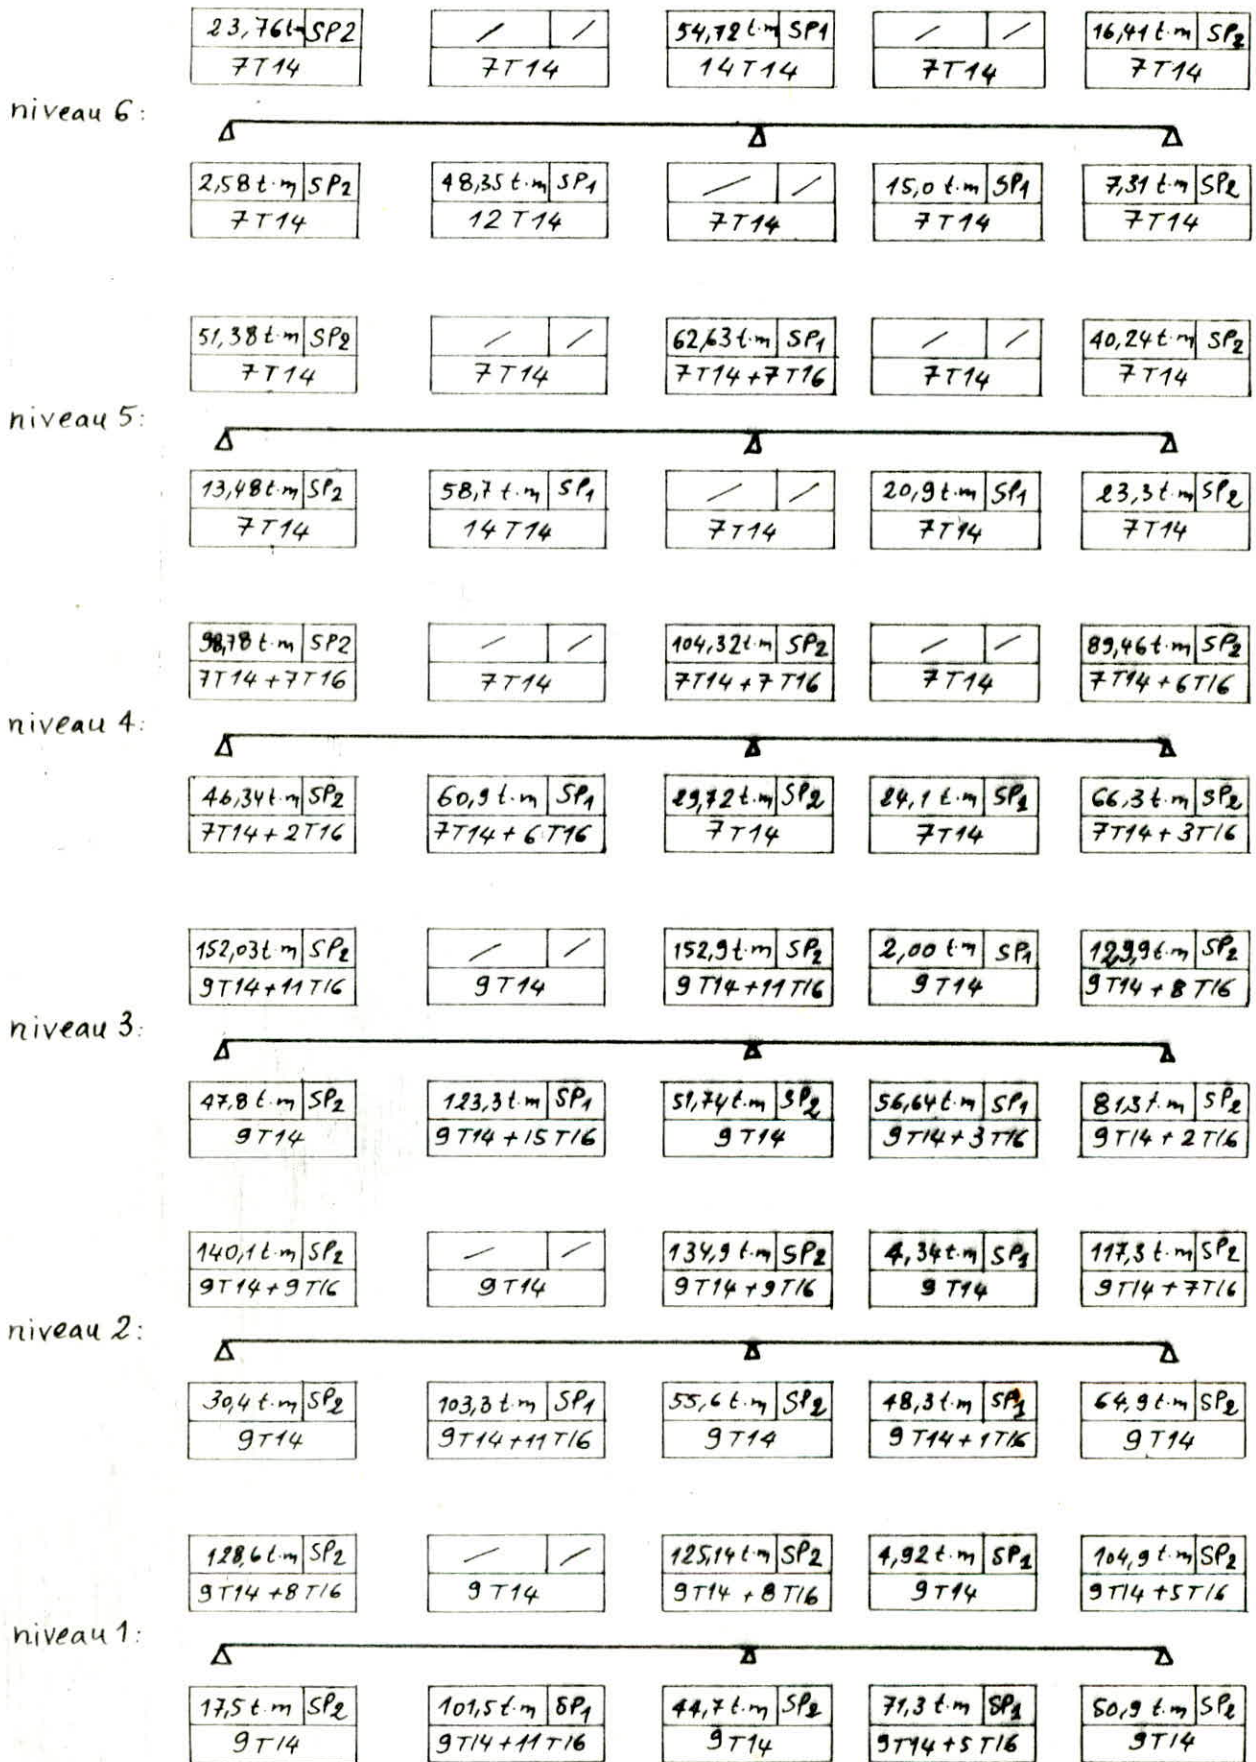 23,76t.m SP2 / / 54,72 t.m SP1 / / 16,41 t.m SP2
7T14 7T14 14T14 7T14 7T14
niveau 6:
2,58 t.m SP2 48,35 t.m SP1 / / 15,0 t.m SP1 7,31 t.m SP2
7T14 12T14 7T14 7T14 7T14
51,38 t.m SP2 / / 62,63 t.m SP1 / / 40,24 t.m SP2
7T14 7T14 7T14+7T16 7T14 7T14
niveau 5:
13,48 t.m SP2 58,7 t.m SP1 / / 20,9 t.m SP1 23,3 t.m SP2
7T14 14T14 7T14 7T14 7T14
t.m SP2 / / 104,32 t.m SP2 / / 89,46 t.m SP2
7T14+7T16 7T14 7T14+7T16 7T14 7T14+6T16
niveau 4:
46,34 t.m SP2 60,9 t.m SP1 29,72 t.m SP2 24,1 t.m SP1 66,3 t.m SP2
7T14+2T16 7T14+6T16 7T14 7T14 7T14+3T16
152,03 t.m SP2 / / 152,9 t.m SP2 2,00 t.m SP1 129,9 t.m SP2
9T14+11T16 9T14 9T14+11T16 9T14 9T14+8T16
niveau 3:
47,8 t.m SP2 123,3 t.m SP1 51,74 t.m SP2 56,64 t.m SP1 81,3 t.m SP2
9T14 9T14+15T16 9T14 9T14+3T16 9T14+2T16
140,1 t.m SP2 / / 134,9 t.m SP2 4,34 t.m SP1 117,3 t.m SP2
9T14+9T16 9T14 9T14+9T16 9T14 9T14+7T16
niveau 2:
30,4 t.m SP2 103,3 t.m SP1 55,6 t.m SP2 48,3 t.m SP1 64,9 t.m SP2
9T14 9T14+11T16 9T14 9T14+1T16 9T14
128,6 t.m SP2 / / 125,14 t.m SP2 4,92 t.m SP1 104,9 t.m SP2
9T14+8T16 9T14 9T14+8T16 9T14 9T14+5T16
niveau 1:
17,5 t.m SP2 101,5 t.m SP1 44,7 t.m SP2 71,3 t.m SP1 50,9 t.m SP2
9T14 9T14+11T16 9T14 9T14+5T16 9T14